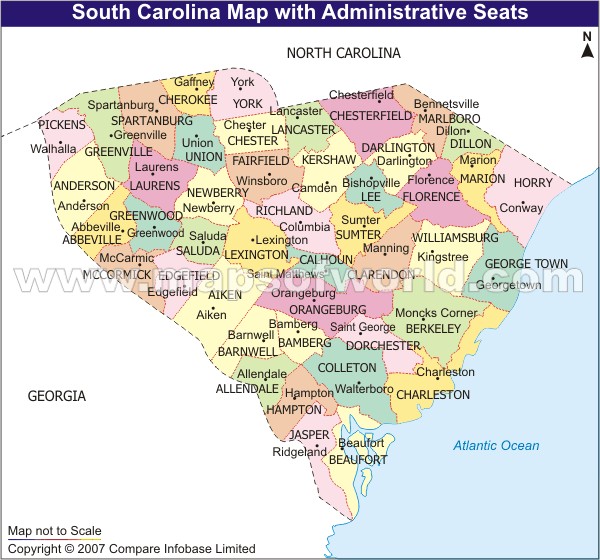 South Carolina Map with Administrative Seats
N
NORTH CAROLINA
Gaffney
CHEROKEE
York
YORK
Spartanburg
SPARTANBURG
Chesterfield
CHESTERFIELD
Bennetsville
MARLBORO
Lancaster
LANCASTER
PICKENS
Walhalla
Greenville
GREENVILLE
Union
UNION
Chester
CHESTER
Dillon
DILLON
DARLINGTON
Darlington
Laurens
LAURENS
FAIRFIELD
Winsboro
KERSHAW
Camden
Bishopville
LEE
Florence
FLORENCE
Marion
MARION
HORRY
Conway
ANDERSON
Anderson
NEWBERRY
Newberry
GREENWOOD
Greenwood
RICHLAND
Columbia
Sumter
SUMTER
Abbeville
ABBEVILLE
Saluda
SALUDA
Lexington
LEXINGTON
WILLIAMSBURG
Kingstree
Manning
CLARENDON
McCarmic
MCCORMICK
CALHOUN
Saint Matthews
GEORGE TOWN
Georgetown
www.mapsofworld.com
EDGEFIELD
Edgefield
AIKEN
Aiken
Orangeburg
ORANGEBURG
Moncks Corner
BERKELEY
Bamberg
BAMBERG
Saint George
DORCHESTER
Barnwell
BARNWELL
COLLETON
Walterboro
Charleston
CHARLESTON
Allendale
ALLENDALE
Hampton
HAMPTON
GEORGIA
JASPER
Ridgeland
Beaufort
BEAUFORT
Atlantic Ocean
Map not to Scale
Copyright © 2007 Compare Infobase Limited